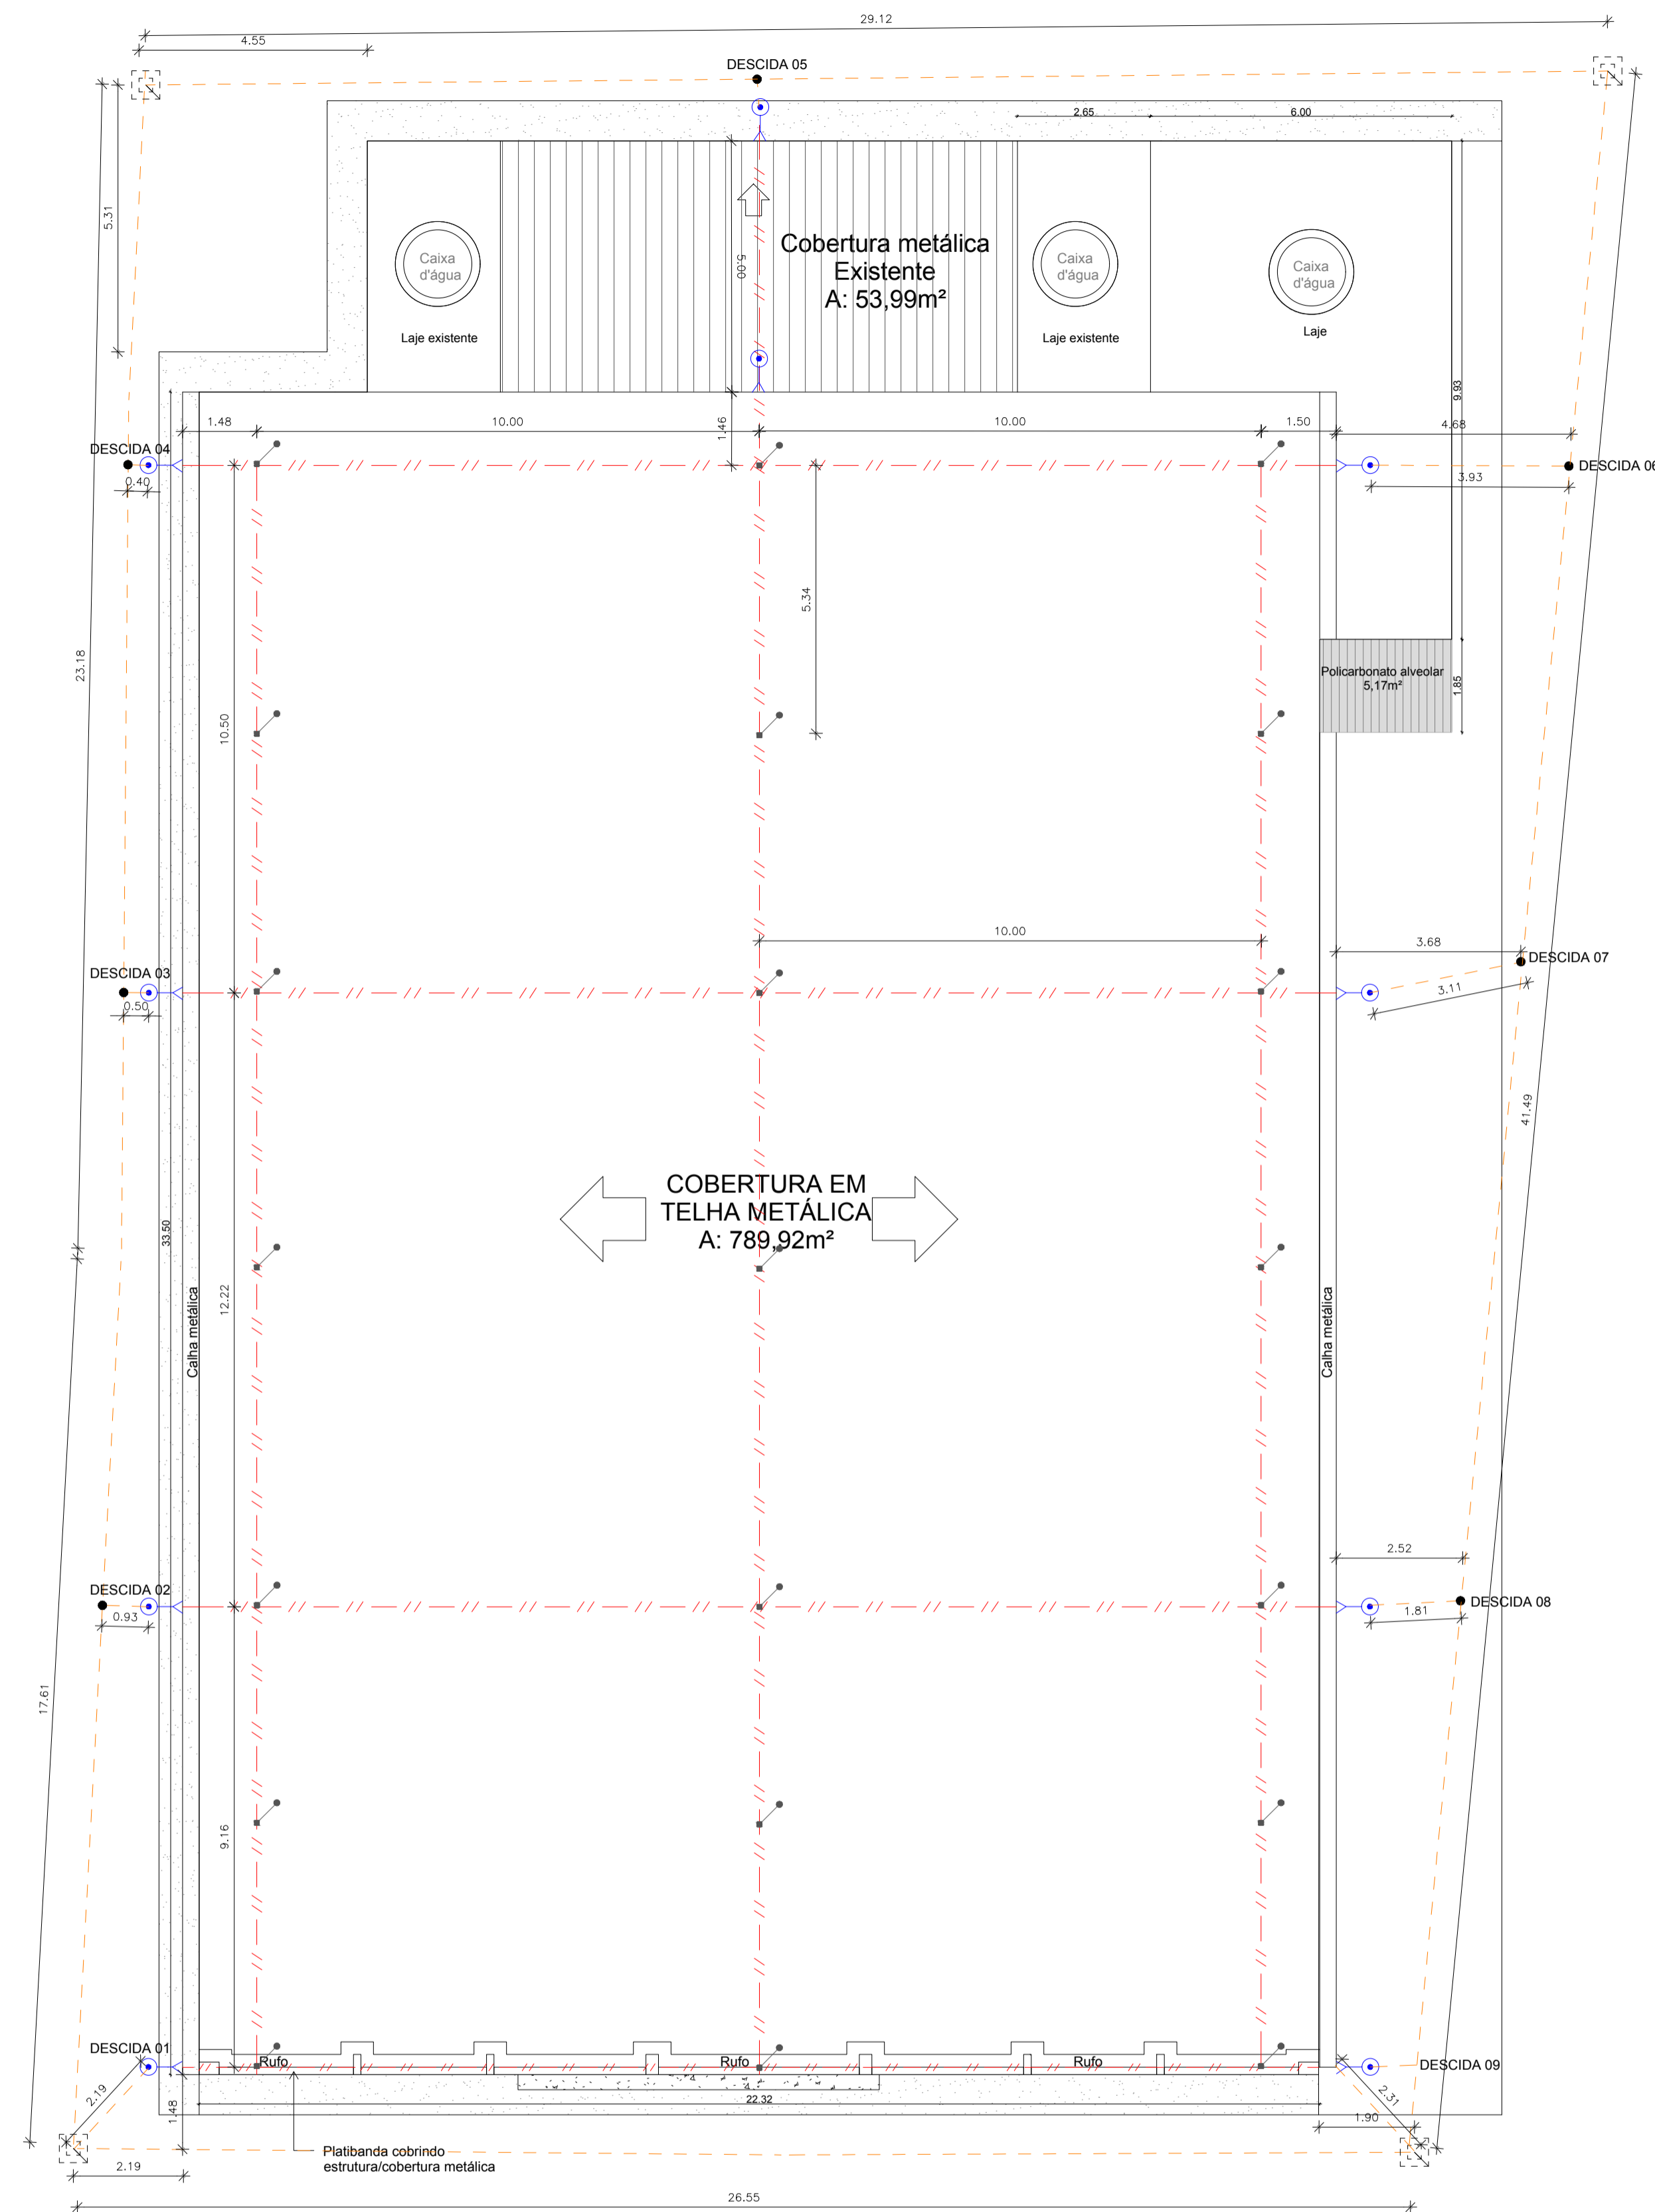 29.12
4.55
DESCIDA 05
2.65
6.00
5.31
Caixa
d'água
Laje existente
5.00
Cobertura metálica
Existente
A: 53,99m²
Caixa
d'água
Laje existente
Caixa
d'água
Laje
9.93
1.48
10.00
1.46
10.00
1.50
4.68
DESCIDA 04
0.40
DESCIDA 06
3.93
5.34
23.18
10.50
Policarbonato alveolar
5,17m²
1.85
10.00
3.68
DESCIDA 07
DESCIDA 03
0.50
3.11
41.49
COBERTURA EM
TELHA METÁLICA
A: 789,92m²
33.50
12.22
Calha metálica
Calha metálica
2.52
DESCIDA 02
0.93
1.81
DESCIDA 08
17.61
9.16
DESCIDA 01
Rufo
Rufo
Rufo
DESCIDA 09
2.19
2.31
22.32
1.48
1.90
Platibanda cobrindo
estrutura/cobertura metálica
2.19
26.55